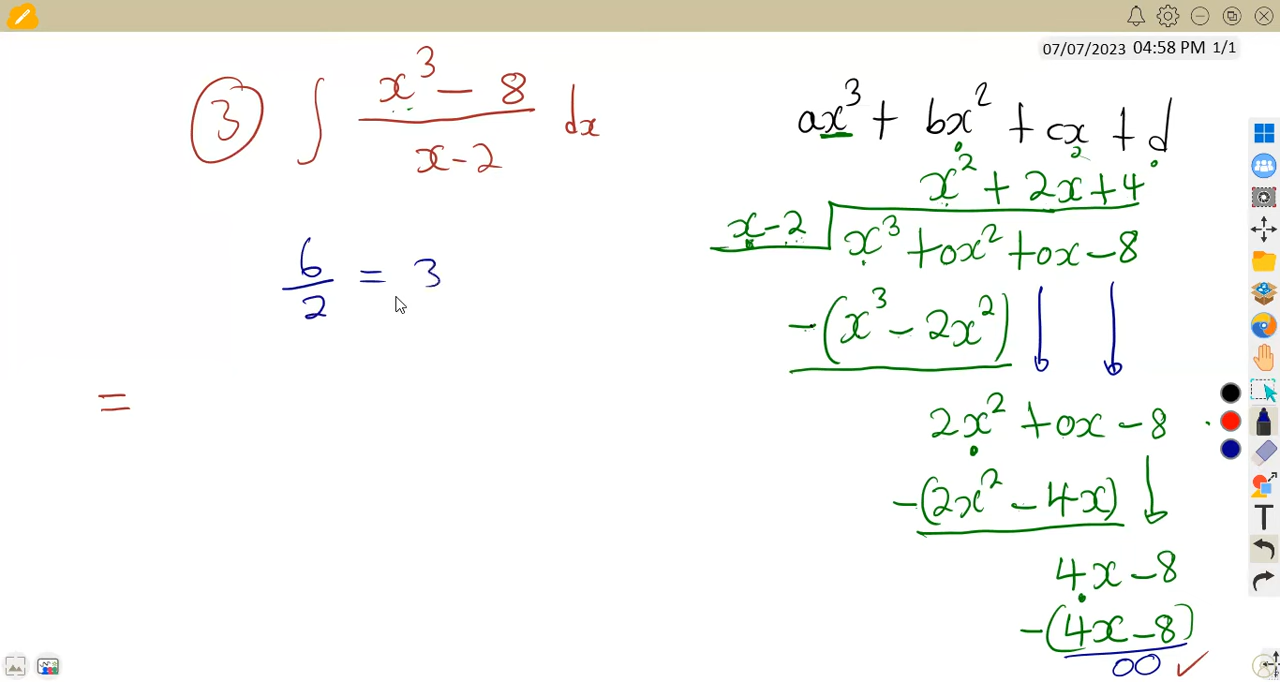 07/07/2023 04:58 PM 1/1
3 ∫ (x³ - 8)/(x-2) dx
6/2 = 3
=
ax³ + bx² + cx + d
x² + 2x + 4
x-2 x³ + 0x² + 0x - 8
-(x³ - 2x²)
2x² + 0x - 8
-(2x² - 4x)
4x - 8
-(4x - 8)
00 ✓
T